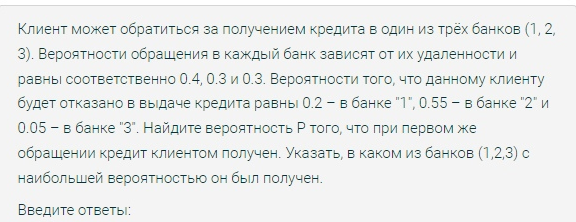 Клиент может обратиться за получением кредита в один из трёх банков (1, 2,
3). Вероятности обращения в каждый банк зависят от их удаленности и
равны соответственно 0.4, 0.3 и 0.3. Вероятности того, что данному клиенту
будет отказано в выдаче кредита равны 0.2 – в банке "1", 0.55 – в банке "2" и
0.05 – в банке "3". Найдите вероятность Р того, что при первом же
обращении кредит клиентом получен. Указать, в каком из банков (1,2,3) с
наибольшей вероятностью он был получен.
Введите ответы: